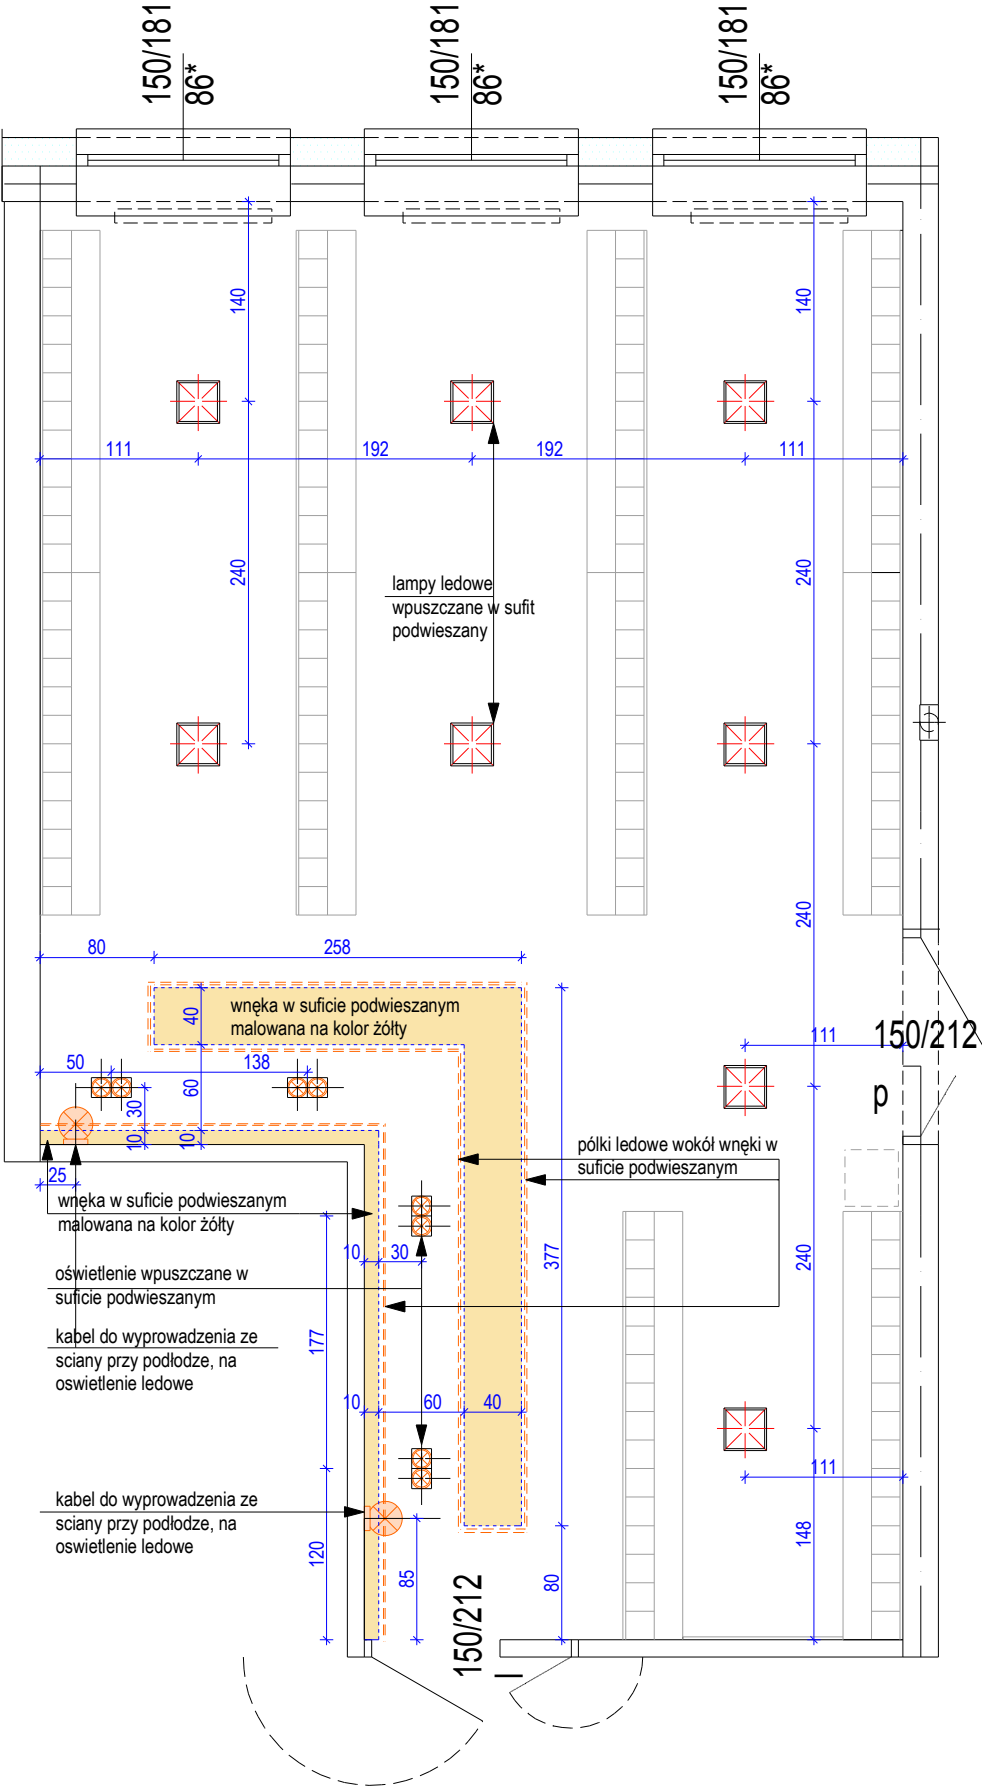 150/181
86*
150/181
86*
150/181
86*
140
140
111
192
192
111
240
240
lampy ledowe
wpuszczane w sufit
podwieszany
240
80
258
40
wnęka w suficie podwieszanym
malowana na kolor żółty
111
150/212
p
50
138
60
30
10
10
25
pólki ledowe wokół wnęki w
suficie podwieszanym
wnęka w suficie podwieszanym
malowana na kolor żółty
10
30
377
240
oświetlenie wpuszczane w
suficie podwieszanym
kabel do wyprowadzenia ze
sciany przy podłodze, na
oswietlenie ledowe
177
10
60
40
111
kabel do wyprowadzenia ze
sciany przy podłodze, na
oswietlenie ledowe
120
85
80
148
150/212
l